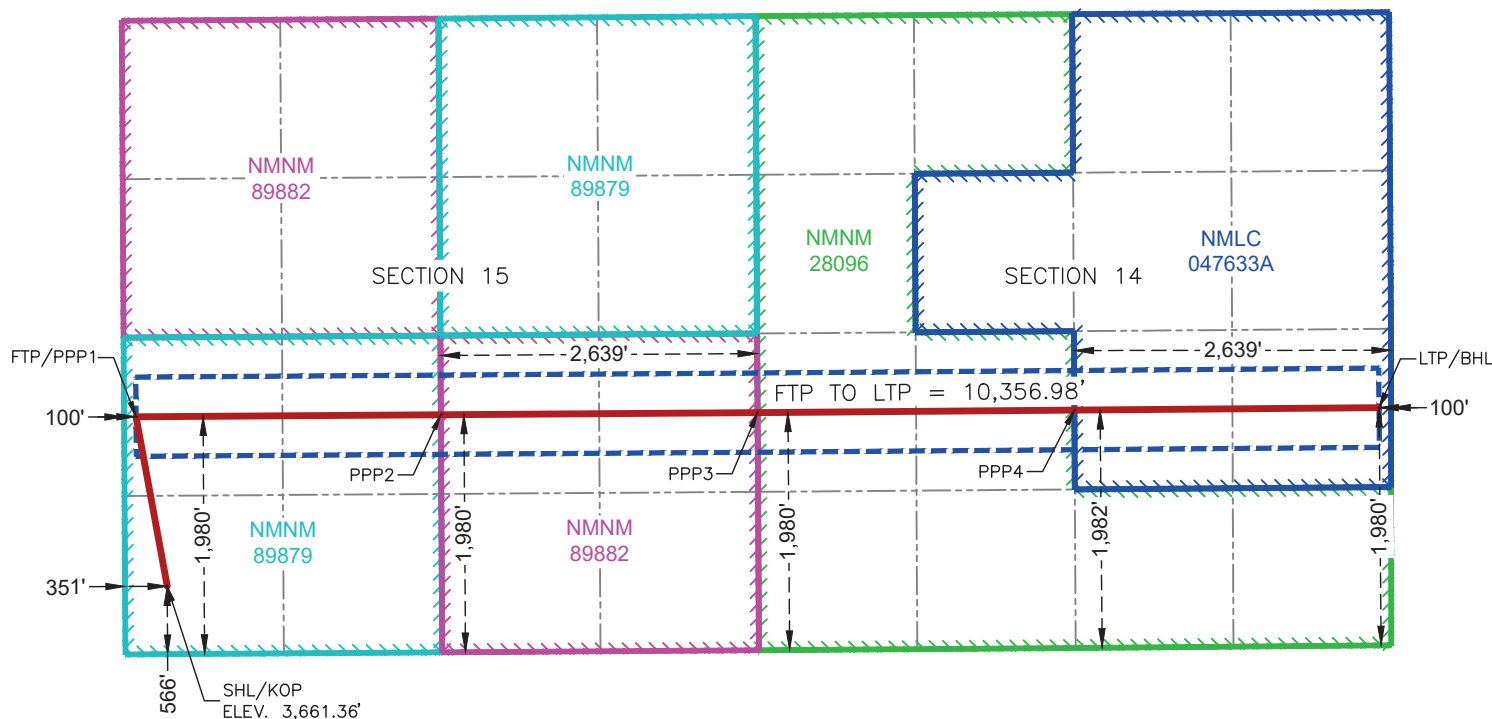 NMNM
89882
NMNM
89879
NMNM
28096
NMLC
047633A
SECTION 15
SECTION 14
FTP/PPP1
2,639'
2,639'
LTP/BHL
FTP TO LTP = 10,356.98'
100'
100'
PPP2
PPP3
PPP4
NMNM
89879
NMNM
89882
1,980'
1,980'
1,980'
1,982'
1,980'
351'
566'
SHL/KOP
ELEV. 3,661.36'